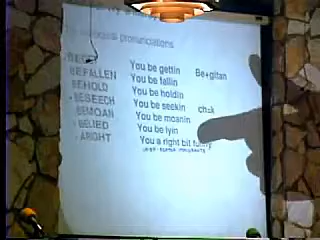 pronunciations
You be gettin Be+gitan
BEFALLEN You be fallin
BEHOLD You be holdin
BESEECH You be seekin ch:k
BEMOAN You be moanin
BELIED You be lyin
ARIGHT You a right bit funny